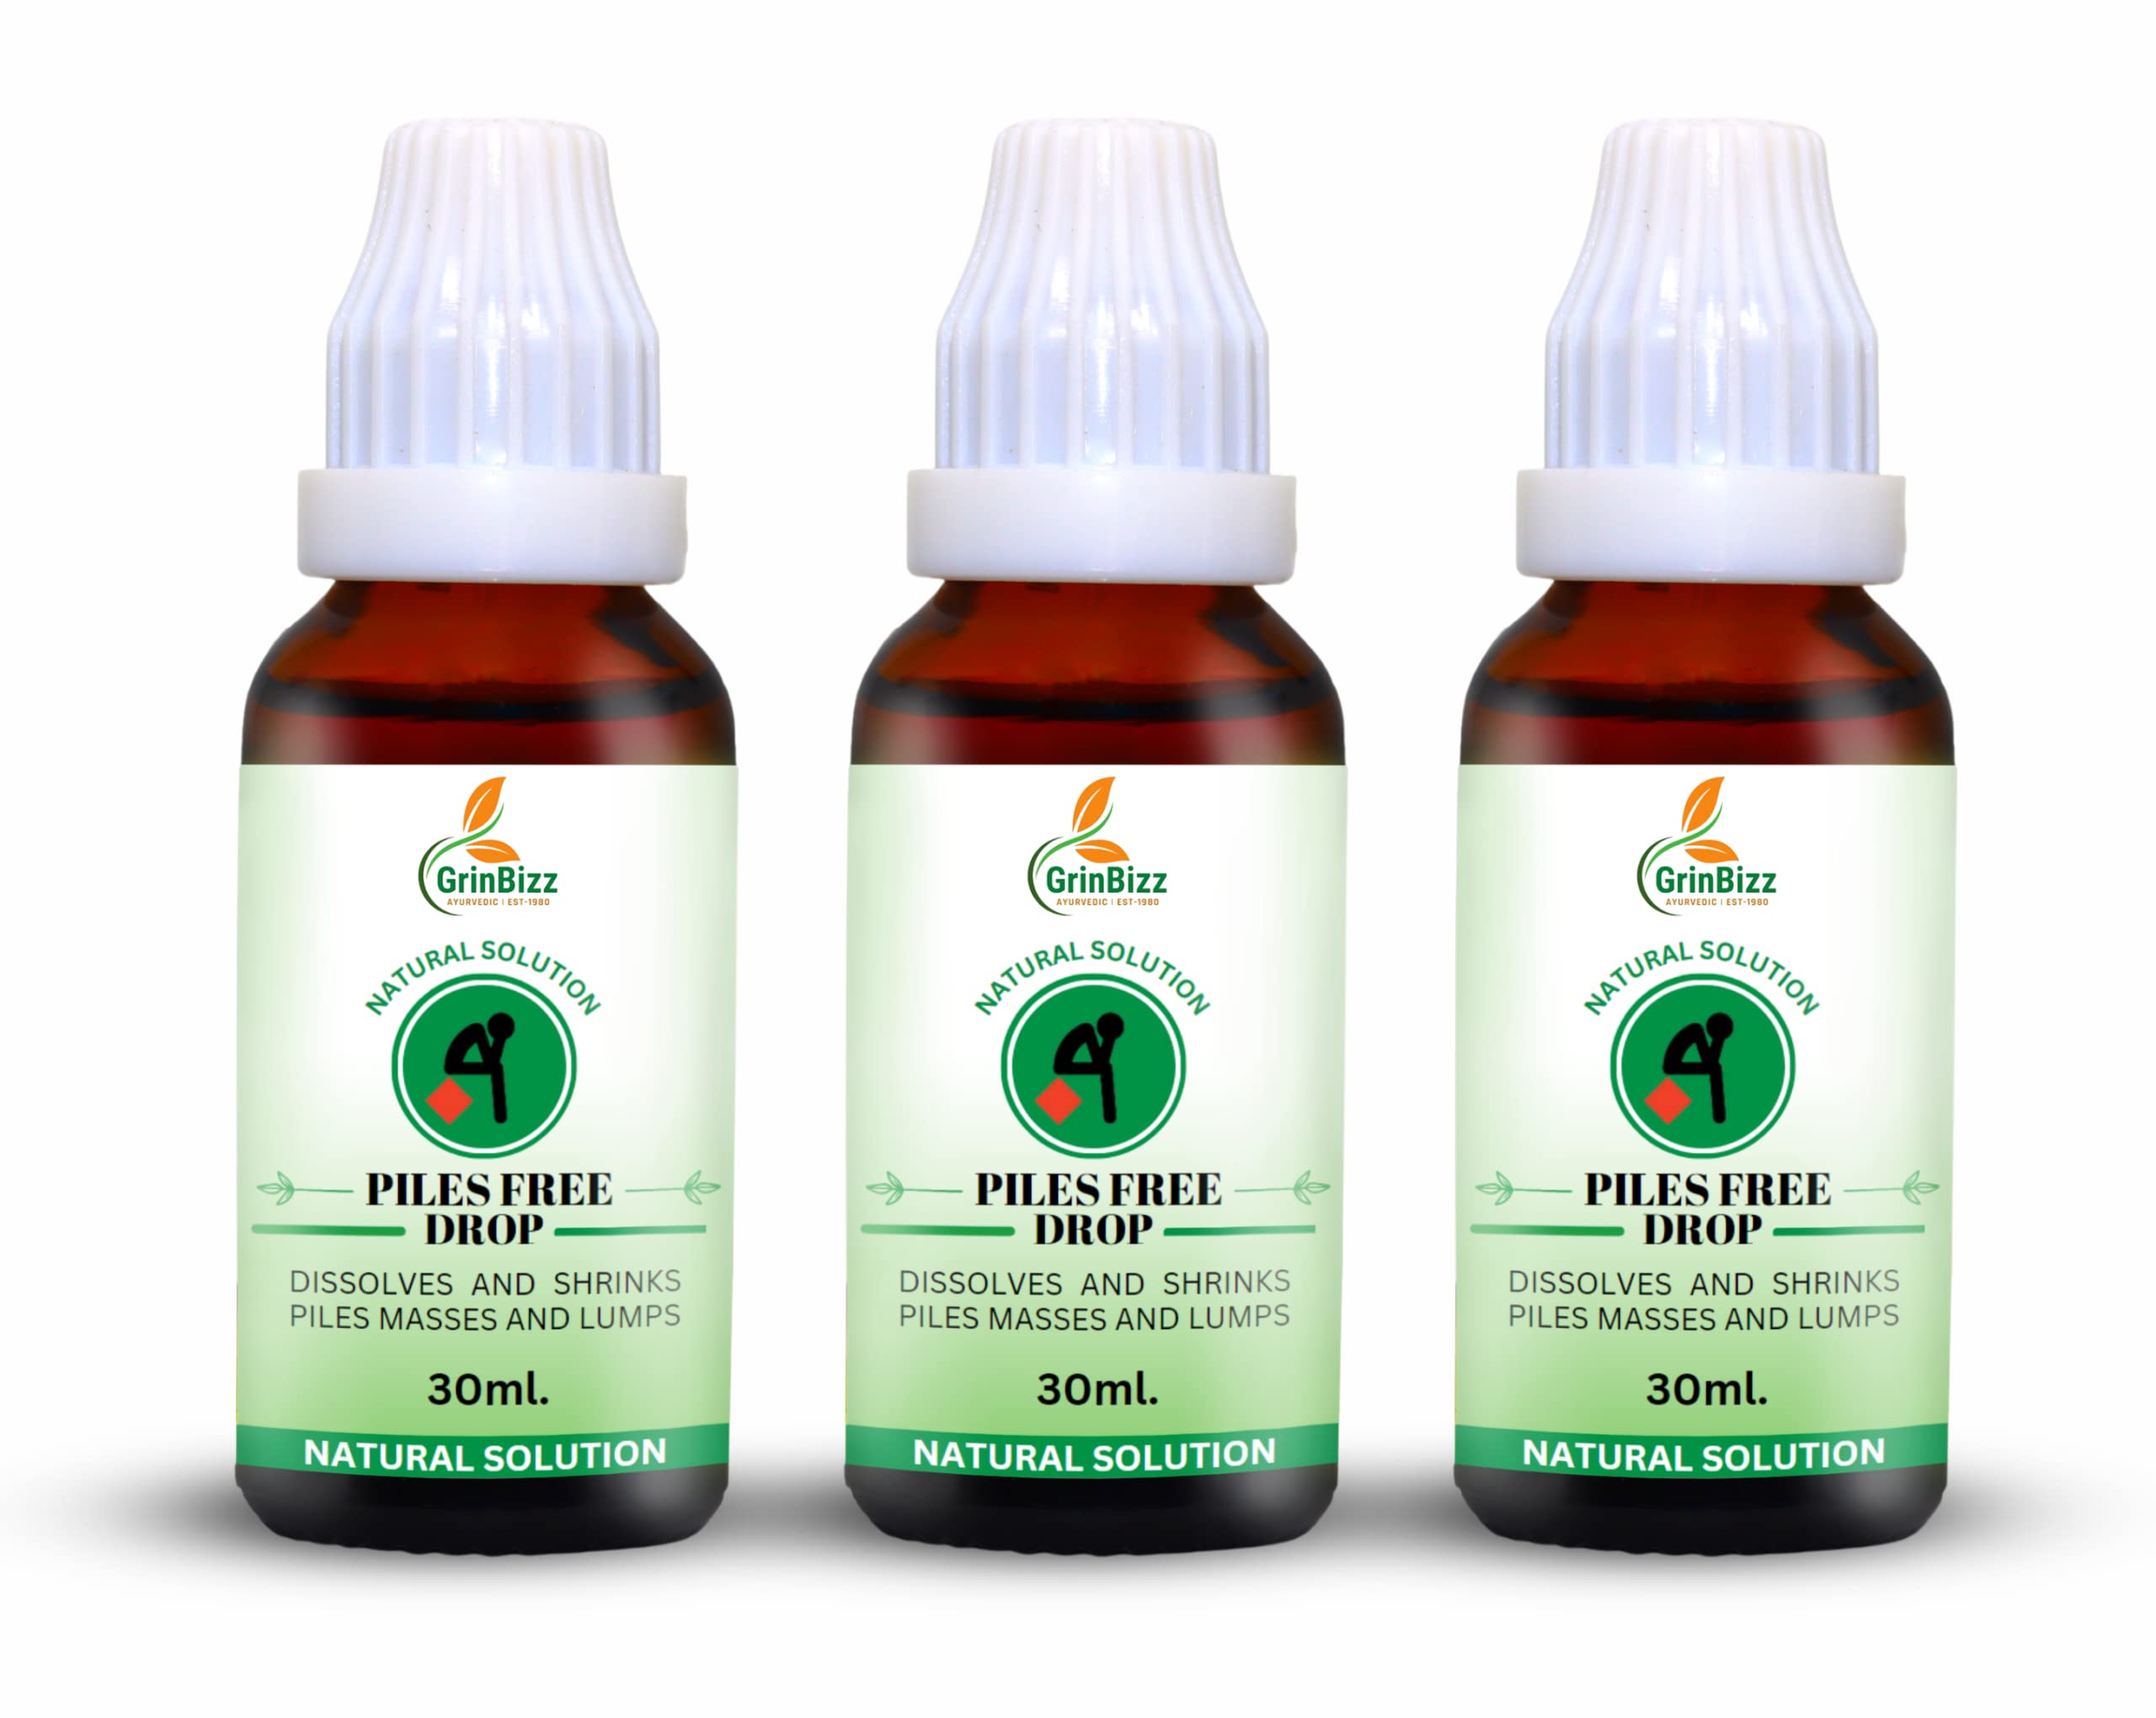 GrinBizz
AYURVEDIC | EST-1980
NATURAL SOLUTION
PILES FREE
DROP
DISSOLVES AND SHRINKS
PILES MASSES AND LUMPS
30ml.
NATURAL SOLUTION
GrinBizz
AYURVEDIC | EST-1980
NATURAL SOLUTION
PILES FREE
DROP
DISSOLVES AND SHRINKS
PILES MASSES AND LUMPS
30ml.
NATURAL SOLUTION
GrinBizz
AYURVEDIC | EST-1980
NATURAL SOLUTION
PILES FREE
DROP
DISSOLVES AND SHRINKS
PILES MASSES AND LUMPS
30ml.
NATURAL SOLUTION